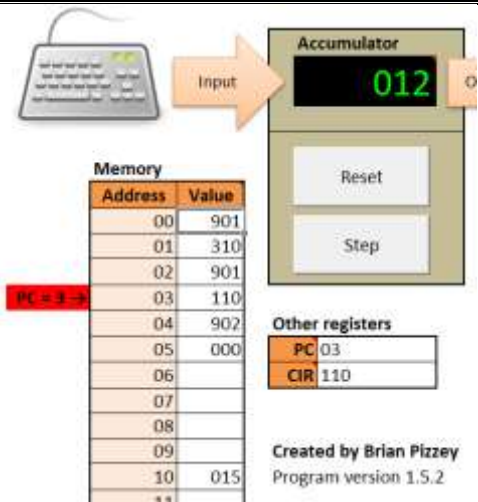 Accumulator
Input
012
O
Reset
Step
Memory
Address Value
00 901
01 310
02 901
PC = 3 → 03 110
04 902
05 000
06
07
08
09
10 015
11
Other registers
PC 03
CIR 110
Created by Brian Pizzey
Program version 1.5.2